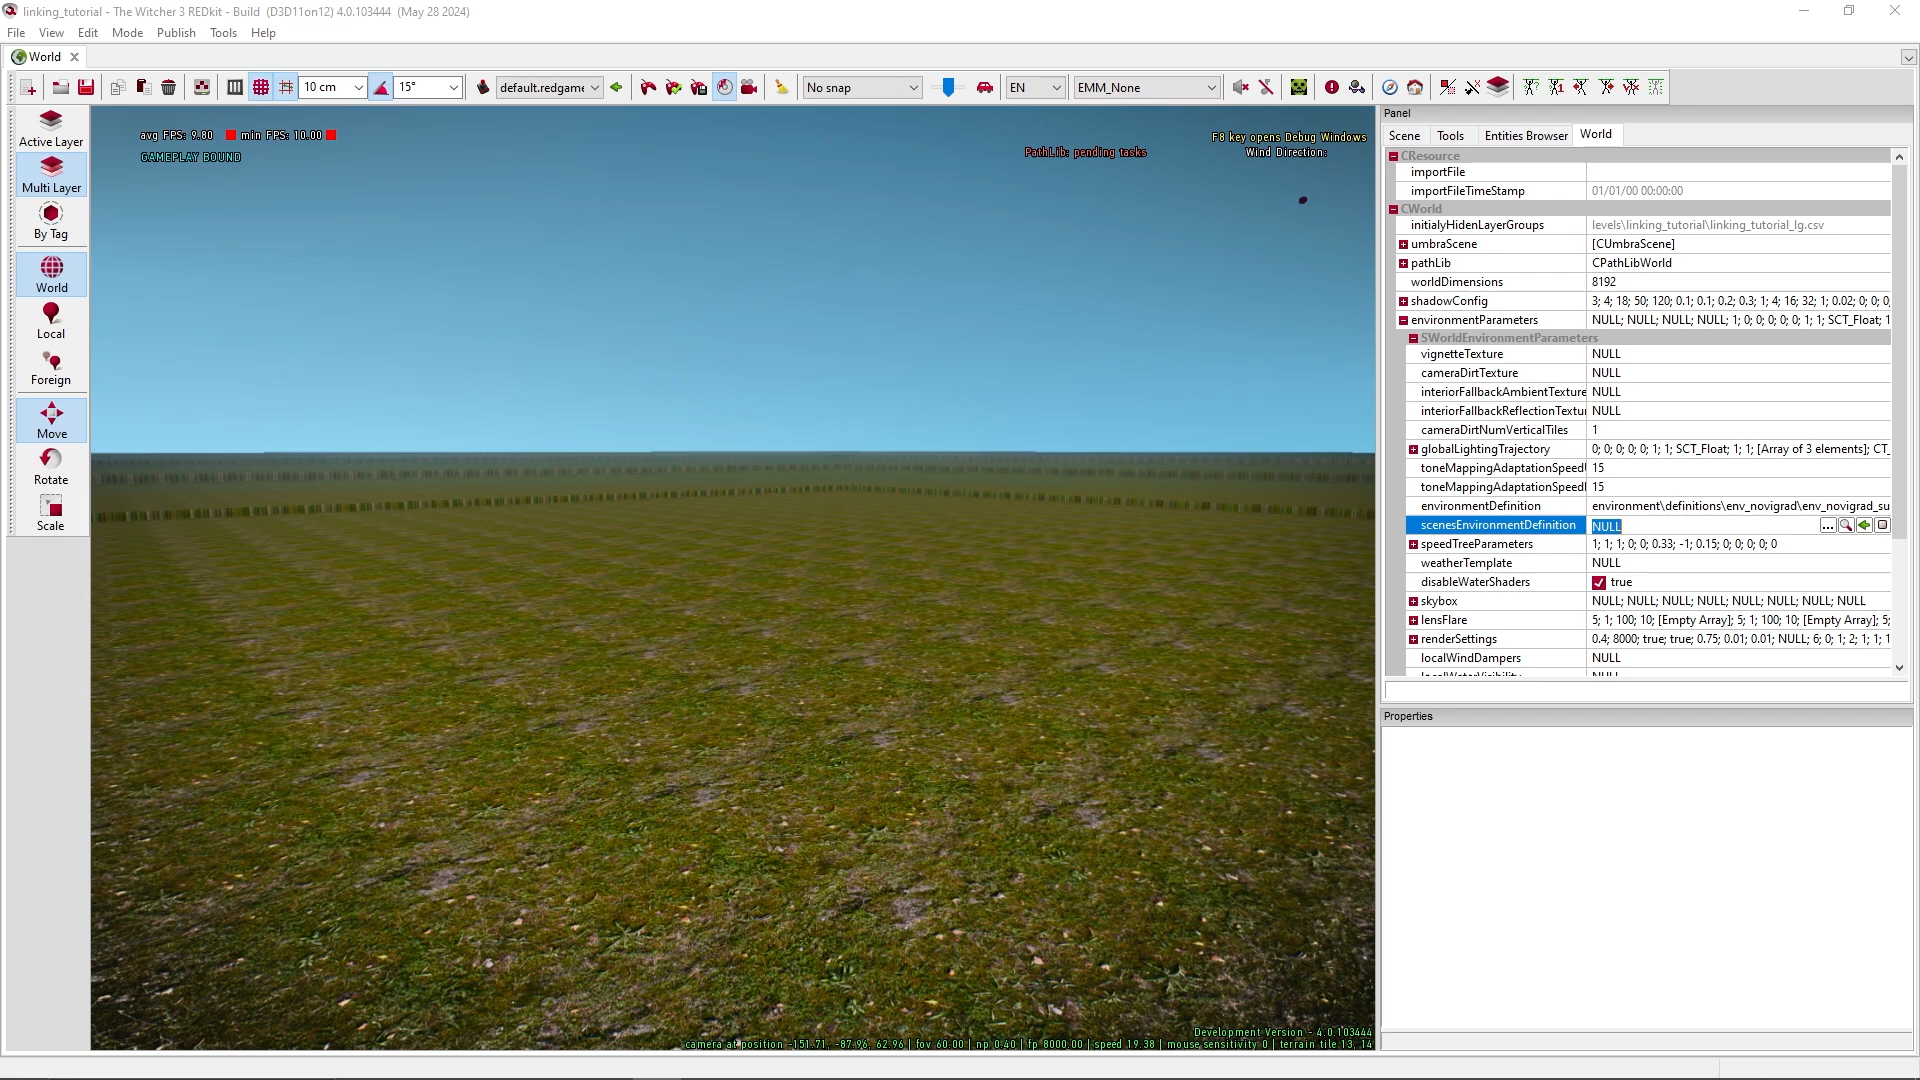 linking_tutorial - The Witcher 3 REDkit - Build  (D3D11on12) 4.0.103444  (May 28 2024)
File View Edit Mode Publish Tools Help
World
10 cm 15° default.redgame No snap EN EMM_None
Active Layer
Multi Layer
By Tag
World
Local
Foreign
Move
Rotate
Scale
avg FPS: 9.80 min FPS: 10.00
GAMEPLAY BOUND
PathLib: pending tasks
F8 key opens Debug Windows
Wind Direction:
Development Version - 4.0.103444
camera at position -151.71, -87.96, 62.96 | fov 60.00 | np 0.40 | fp 8000.00 | speed 19.38 | mouse sensitivity 0 | terrain tile 13, 14
Panel
Scene Tools Entities Browser World
CResource
importFile
importFileTimeStamp 01/01/00 00:00:00
CWorld
initialyHidenLayerGroups levels\linking_tutorial\linking_tutorial_lg.csv
umbraScene [CUmbraScene]
pathLib CPathLibWorld
worldDimensions 8192
shadowConfig 3; 4; 18; 50; 120; 0.1; 0.1; 0.2; 0.3; 1; 4; 16; 32; 1; 0.02; 0; 0; 0;
environmentParameters NULL; NULL; NULL; NULL; 1; 0; 0; 0; 0; 0; 1; 1; SCT_Float; 1
SWorldEnvironmentParameters
vignetteTexture NULL
cameraDirtTexture NULL
interiorFallbackAmbientTexture NULL
interiorFallbackReflectionTextu NULL
cameraDirtNumVerticalTiles 1
globalLightingTrajectory 0; 0; 0; 0; 0; 1; 1; SCT_Float; 1; 1; [Array of 3 elements]; CT_
toneMappingAdaptationSpeed 15
toneMappingAdaptationSpeed 15
environmentDefinition environment\definitions\env_novigrad\env_novigrad_su
scenesEnvironmentDefinition NULL ...
speedTreeParameters 1; 1; 1; 0; 0; 0.33; -1; 0.15; 0; 0; 0; 0; 0
weatherTemplate NULL
disableWaterShaders true
skybox NULL; NULL; NULL; NULL; NULL; NULL; NULL; NULL
lensFlare 5; 1; 100; 10; [Empty Array]; 5; 1; 100; 10; [Empty Array]; 5;
renderSettings 0.4; 8000; true; true; 0.75; 0.01; 0.01; NULL; 6; 0; 1; 2; 1; 1; 1
localWindDampers NULL
Properties